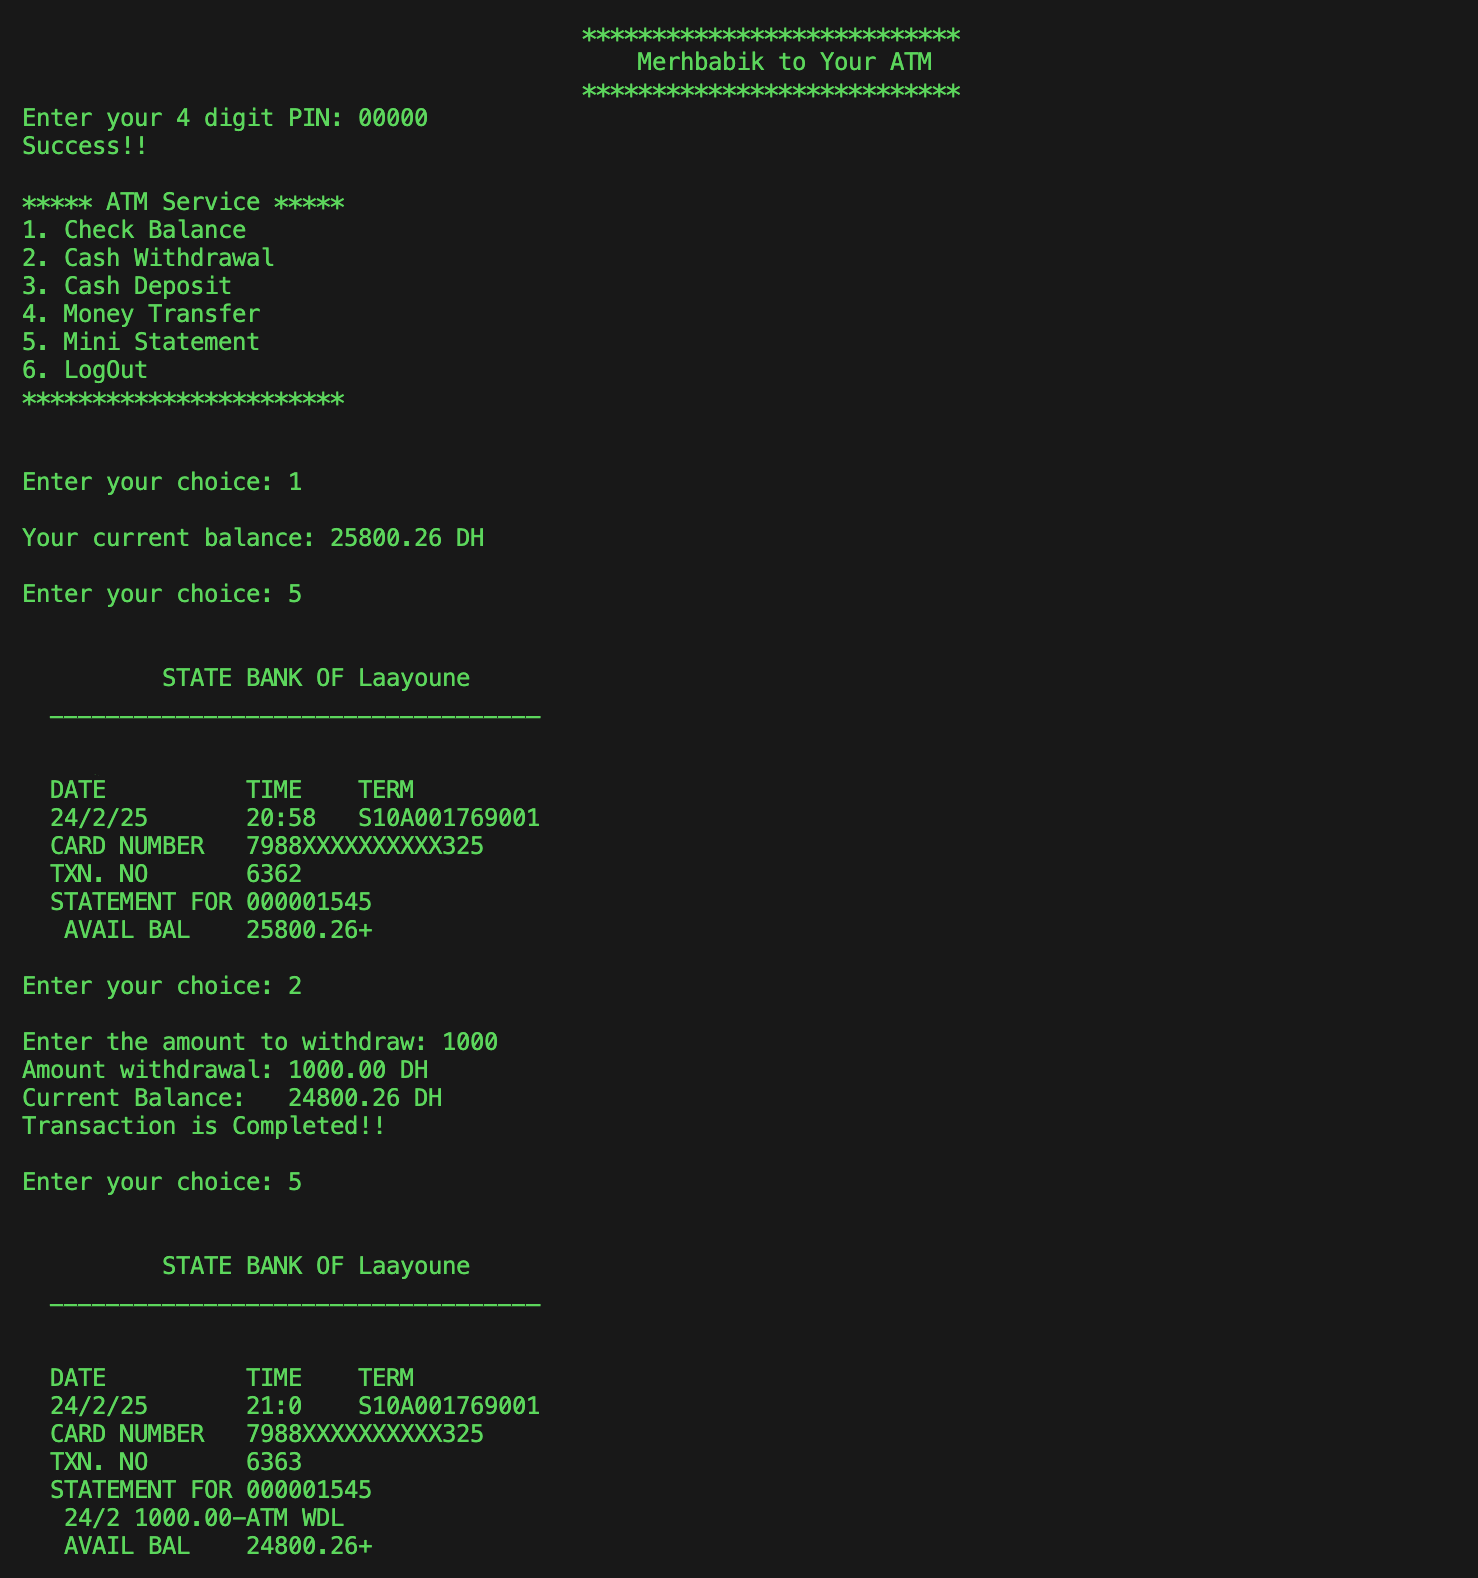 ***************************
Merhbabik to Your ATM
***************************
Enter your 4 digit PIN: 00000
Success!!
***** ATM Service *****
1. Check Balance
2. Cash Withdrawal
3. Cash Deposit
4. Money Transfer
5. Mini Statement
6. LogOut
***********************
Enter your choice: 1
Your current balance: 25800.26 DH
Enter your choice: 5
STATE BANK OF Laayoune
___________________________________
DATE          TIME    TERM
24/2/25       20:58   S10A001769001
CARD NUMBER   7988XXXXXXXXXX325
TXN. NO       6362
STATEMENT FOR 000001545
AVAIL BAL    25800.26+
Enter your choice: 2
Enter the amount to withdraw: 1000
Amount withdrawal: 1000.00 DH
Current Balance:   24800.26 DH
Transaction is Completed!!
Enter your choice: 5
STATE BANK OF Laayoune
___________________________________
DATE          TIME    TERM
24/2/25       21:0    S10A001769001
CARD NUMBER   7988XXXXXXXXXX325
TXN. NO       6363
STATEMENT FOR 000001545
24/2 1000.00-ATM WDL
AVAIL BAL    24800.26+